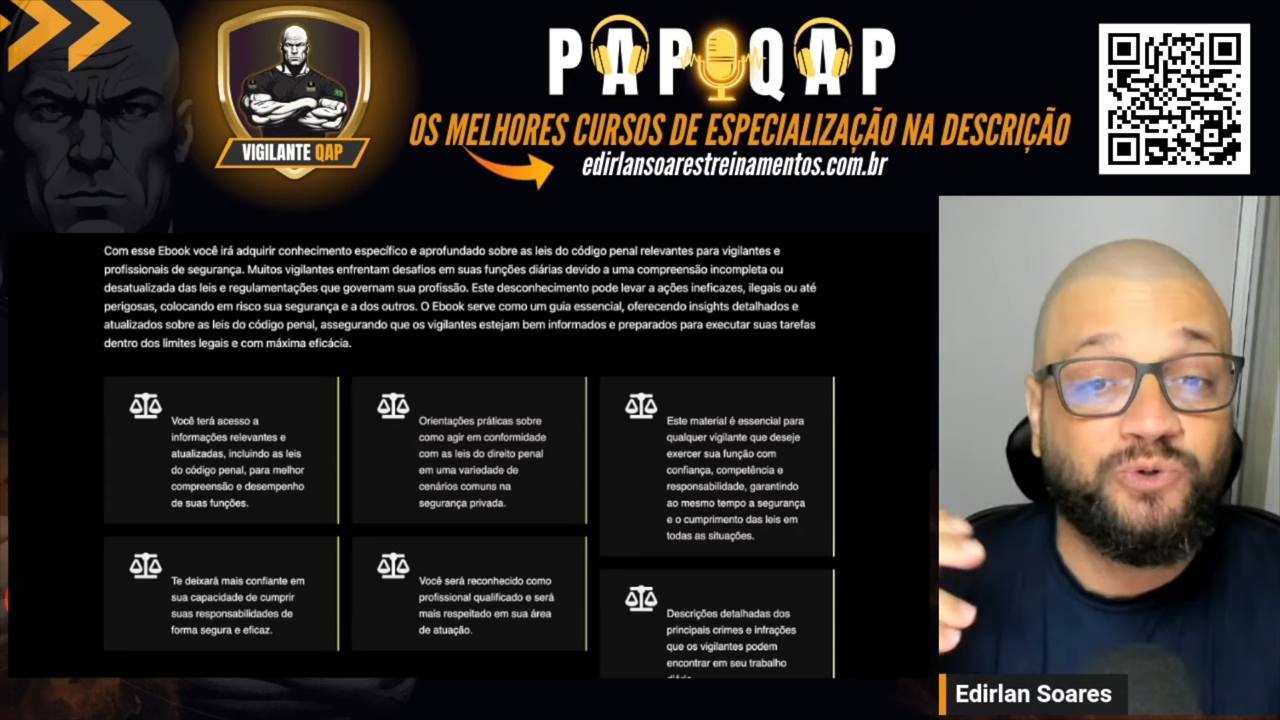 VIGILANTE QAP
PAP QAP
OS MELHORES CURSOS DE ESPECIALIZAÇÃO NA DESCRIÇÃO
edirlansoarestreinamentos.com.br
Com esse Ebook você irá adquirir conhecimento específico e aprofundado sobre as leis do código penal relevantes para vigilantes e
profissionais de segurança. Muitos vigilantes enfrentam desafios em suas funções diárias devido a uma compreensão incompleta ou
desatualizada das leis e regulamentações que governam sua profissão. Este desconhecimento pode levar a ações ineficazes, ilegais ou até
perigosas, colocando em risco sua segurança e a dos outros. O Ebook serve como um guia essencial, oferecendo insights detalhados e
atualizados sobre as leis do código penal, assegurando que os vigilantes estejam bem informados e preparados para executar suas tarefas
dentro dos limites legais e com máxima eficácia.
Você terá acesso a
informações relevantes e
atualizadas, incluindo as leis
do código penal, para melhor
compreensão e desempenho
de suas funções.
Orientações práticas sobre
como agir em conformidade
com as leis do direito penal
em uma variedade de
cenários comuns na
segurança privada.
Este material é essencial para
qualquer vigilante que deseje
exercer sua função com
confiança, competência e
responsabilidade, garantindo
ao mesmo tempo a segurança
e o cumprimento das leis em
todas as situações.
Te deixará mais confiante em
sua capacidade de cumprir
suas responsabilidades de
forma segura e eficaz.
Você será reconhecido como
profissional qualificado e será
mais respeitado em sua área
de atuação.
Descrições detalhadas dos
principais crimes e infrações
que os vigilantes podem
encontrar em seu trabalho
Edirlan Soares